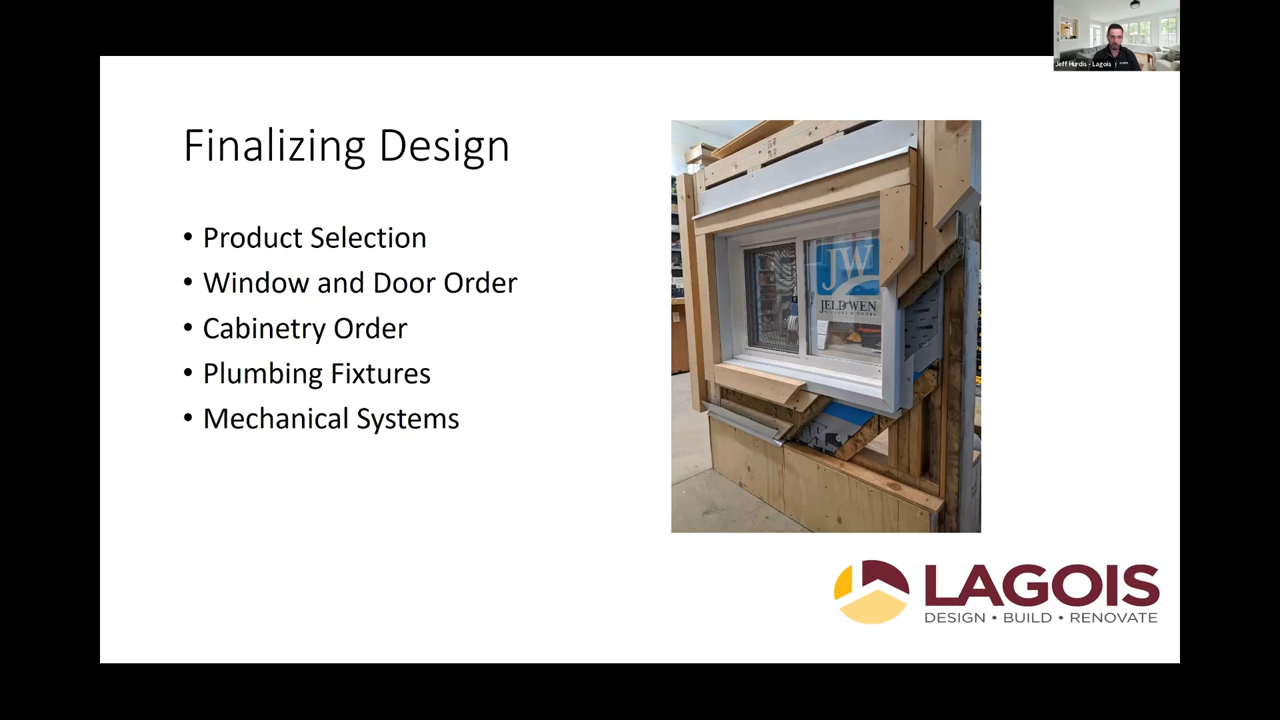 Jeff Hurdis - Lagois
Finalizing Design
• Product Selection
• Window and Door Order
• Cabinetry Order
• Plumbing Fixtures
• Mechanical Systems
JW
JELD WEN
LAGOIS
DESIGN • BUILD • RENOVATE